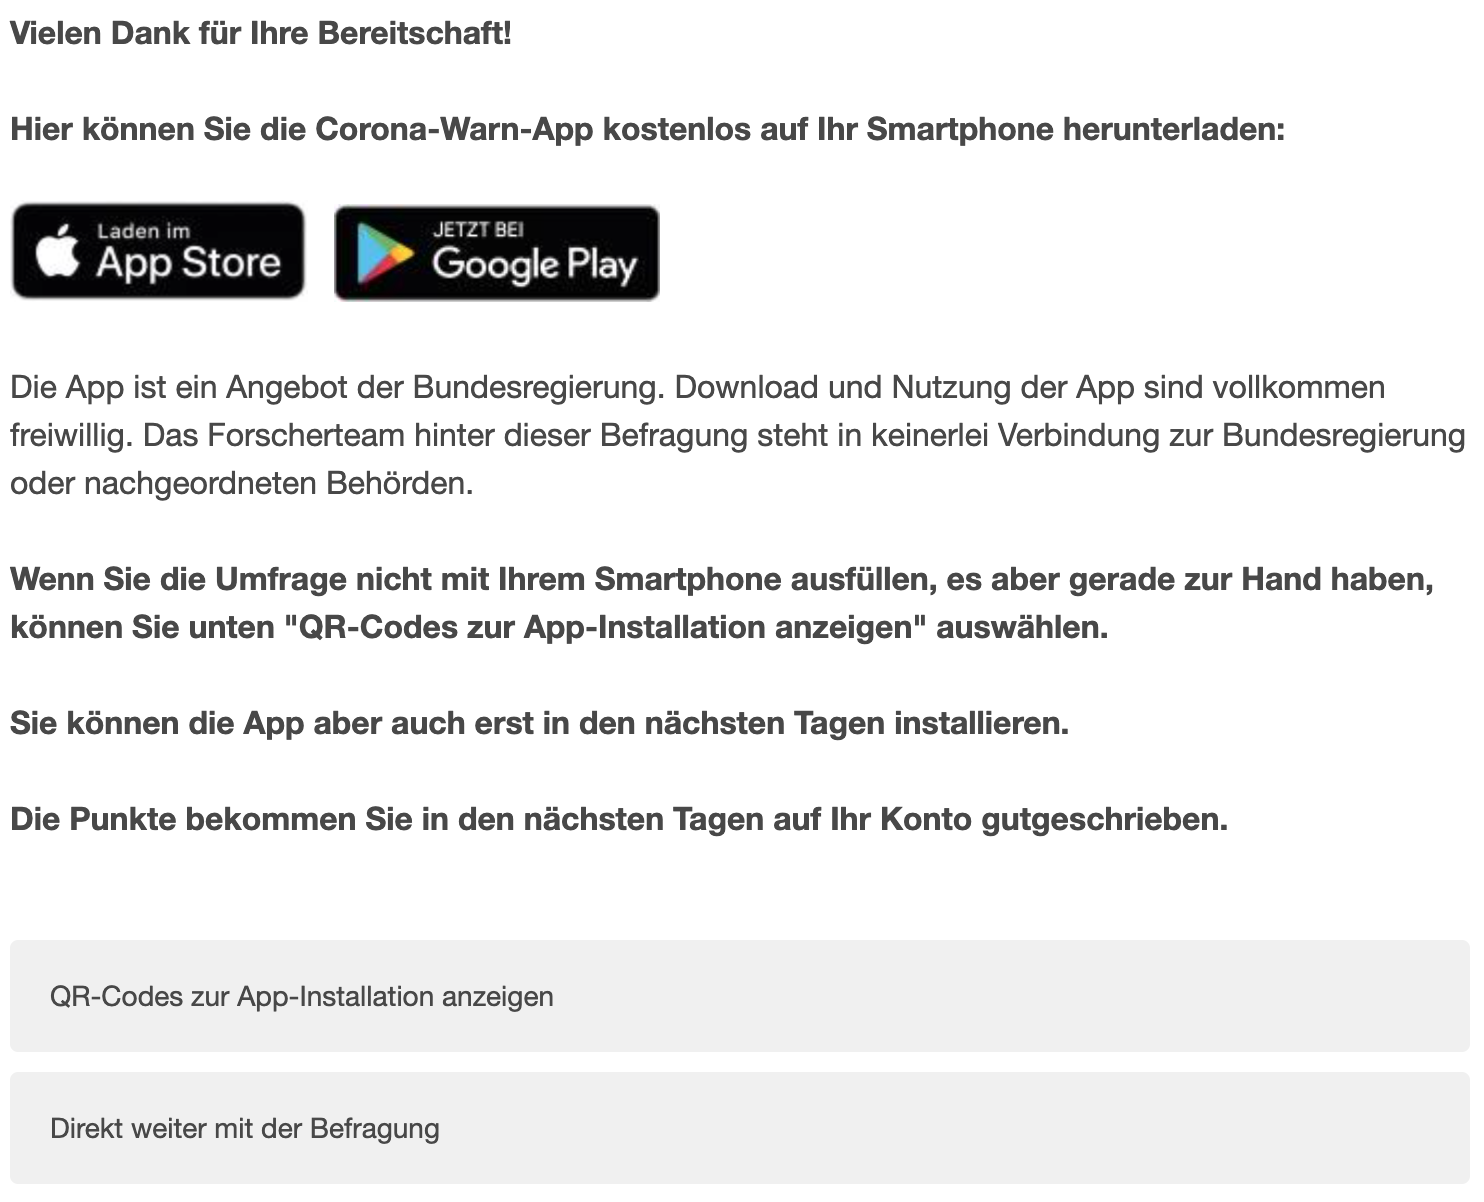 Vielen Dank für Ihre Bereitschaft!
Hier können Sie die Corona-Warn-App kostenlos auf Ihr Smartphone herunterladen:
Laden im
App Store
JETZT BEI
Google Play
Die App ist ein Angebot der Bundesregierung. Download und Nutzung der App sind vollkommen
freiwillig. Das Forscherteam hinter dieser Befragung steht in keinerlei Verbindung zur Bundesregierung
oder nachgeordneten Behörden.
Wenn Sie die Umfrage nicht mit Ihrem Smartphone ausfüllen, es aber gerade zur Hand haben,
können Sie unten "QR-Codes zur App-Installation anzeigen" auswählen.
Sie können die App aber auch erst in den nächsten Tagen installieren.
Die Punkte bekommen Sie in den nächsten Tagen auf Ihr Konto gutgeschrieben.
QR-Codes zur App-Installation anzeigen
Direkt weiter mit der Befragung